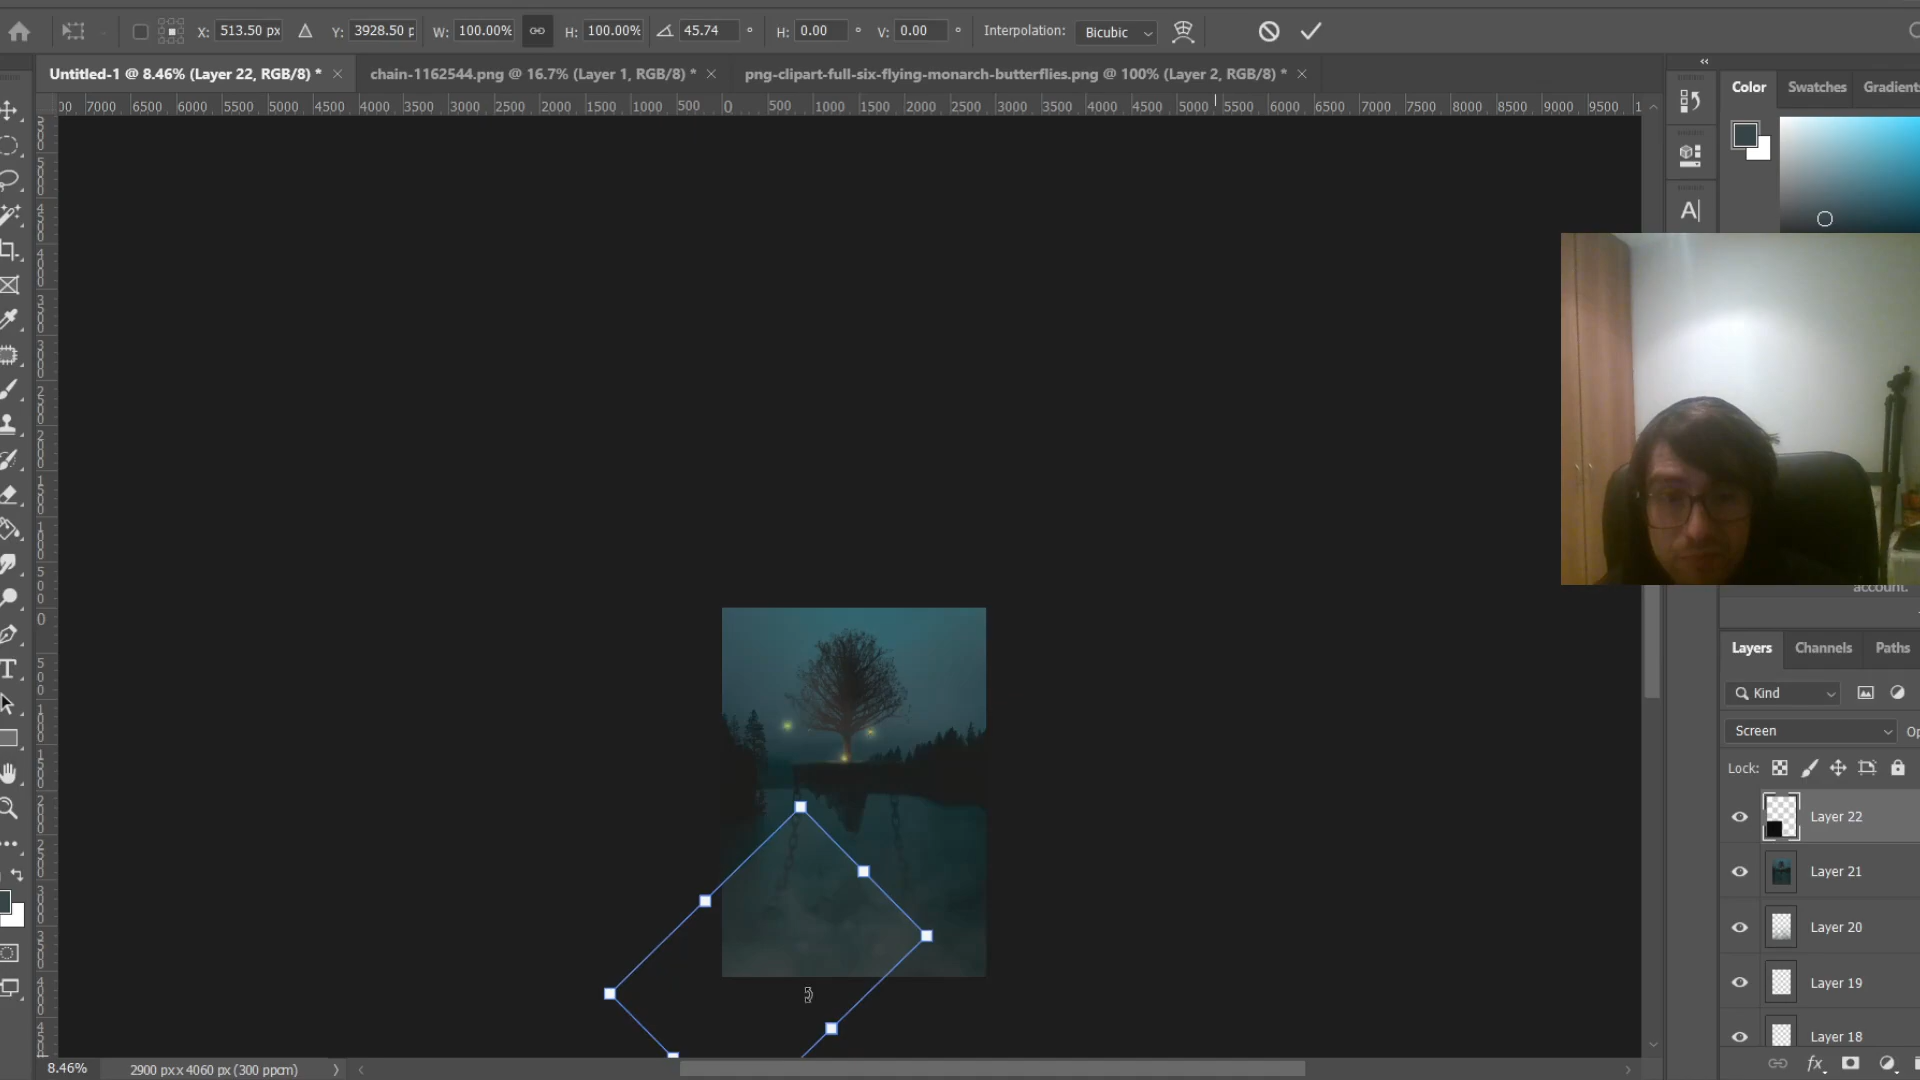 X: 513.50 px Y: 3928.50 p W: 100.00% H: 100.00% 45.74 ° H: 0.00 ° V: 0.00 ° Interpolation: Bicubic
Untitled-1 @ 8.46% (Layer 22, RGB/8) * × chain-1162544.png @ 16.7% (Layer 1, RGB/8) * × png-clipart-full-six-flying-monarch-butterflies.png @ 100% (Layer 2, RGB/8) * ×
00 7000 6500 6000 5500 5000 4500 4000 3500 3000 2500 2000 1500 1000 500 0 500 1000 1500 2000 2500 3000 3500 4000 4500 5000 5500 6000 6500 7000 7500 8000 8500 9000 9500 1
Color Swatches Gradient
A|
account.
Layers Channels Paths
Kind
Screen Op
Lock:
Layer 22
Layer 21
Layer 20
Layer 19
Layer 18
fx
8.46% 2900 px x 4060 px (300 ppcm)